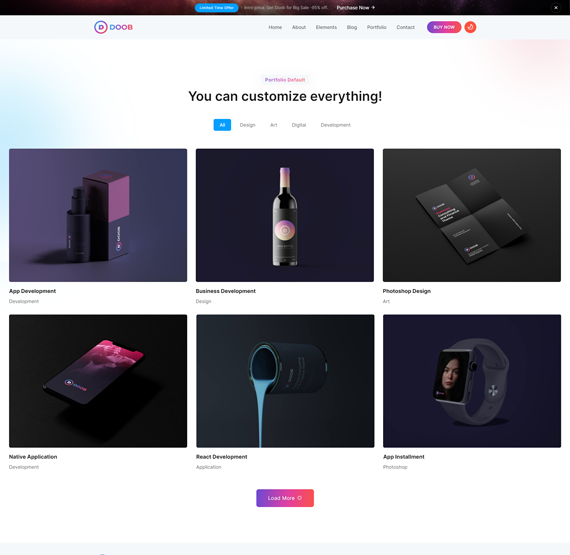 Limited Time Offer
Intro price. Get Doob for Big Sale -95% off.
Purchase Now →
DOOB
Home
About
Elements
Blog
Portfolio
Contact
BUY NOW
Portfolio Default
You can customize everything!
All
Design
Art
Digital
Development
App Development
Development
Business Development
Design
Photoshop Design
Art
DOOB
Native Application
Development
React Development
Application
App Installment
Photoshop
Load More